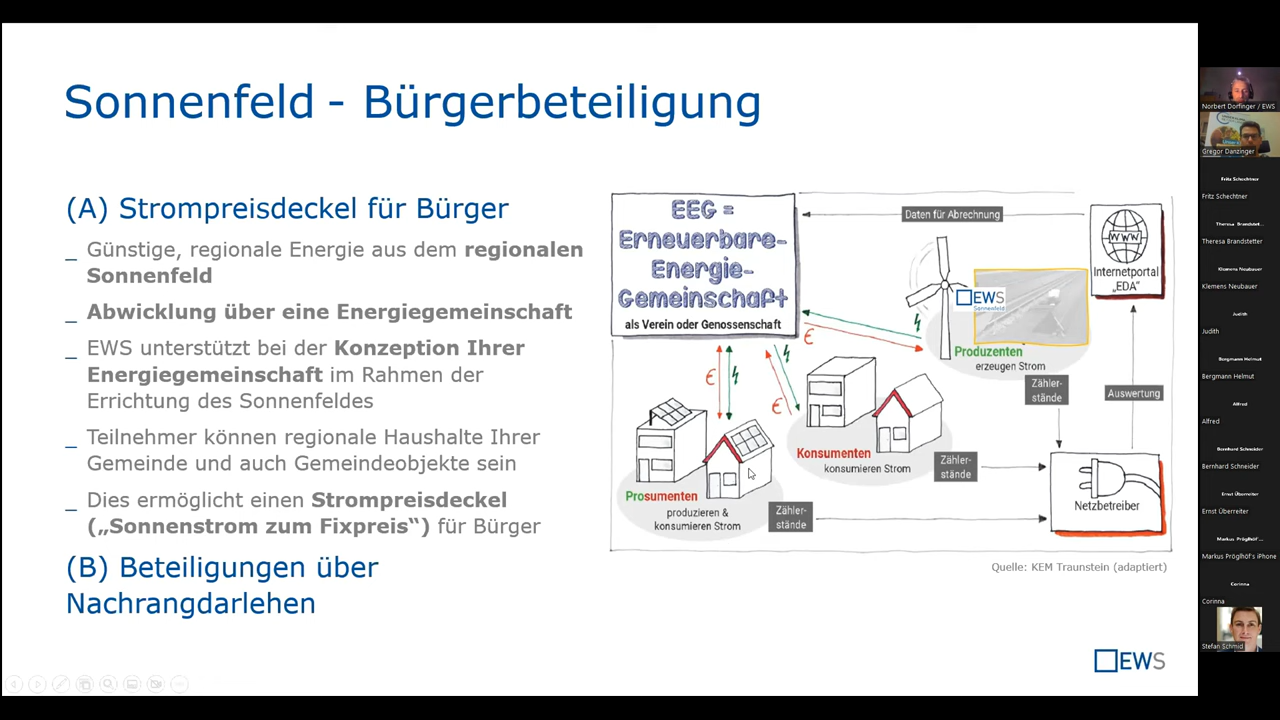 Sonnenfeld - Bürgerbeteiligung
(A) Strompreisdeckel für Bürger
_ Günstige, regionale Energie aus dem regionalen
Sonnenfeld
_ Abwicklung über eine Energiegemeinschaft
_ EWS unterstützt bei der Konzeption Ihrer
Energiegemeinschaft im Rahmen der
Errichtung des Sonnenfeldes
_ Teilnehmer können regionale Haushalte Ihrer
Gemeinde und auch Gemeindeobjekte sein
_ Dies ermöglicht einen Strompreisdeckel
(„Sonnenstrom zum Fixpreis“) für Bürger
(B) Beteiligungen über
Nachrangdarlehen
EEG =
Erneuerbare-
Energie-
Gemeinschaft
als Verein oder Genossenschaft
Daten für Abrechnung
WWW
Internetportal
„EDA“
EWS
Sonnenfeld
Produzenten
erzeugen Strom
€
€
€
Zähler-
stände
Auswertung
Konsumenten
konsumieren Strom
Zähler-
stände
Prosumenten
produzieren &
konsumieren Strom
Zähler-
stände
Netzbetreiber
Quelle: KEM Traunstein (adaptiert)
EWS
Norbert Dorfinger / EWS
Gregor Danzinger
Fritz Schechtner
Fritz Schechtner
Theresa Brandstet...
Theresa Brandstetter
Klemens Neubauer
Klemens Neubauer
Judith
Judith
Bergmann Helmut
Bergmann Helmut
Alfred
Alfred
Bernhard Schneider
Bernhard Schneider
Ernst Überreiter
Ernst Überreiter
Markus Pröglhöf'...
Markus Pröglhöf's iPhone
Corinna
Corinna
Stefan Schmid